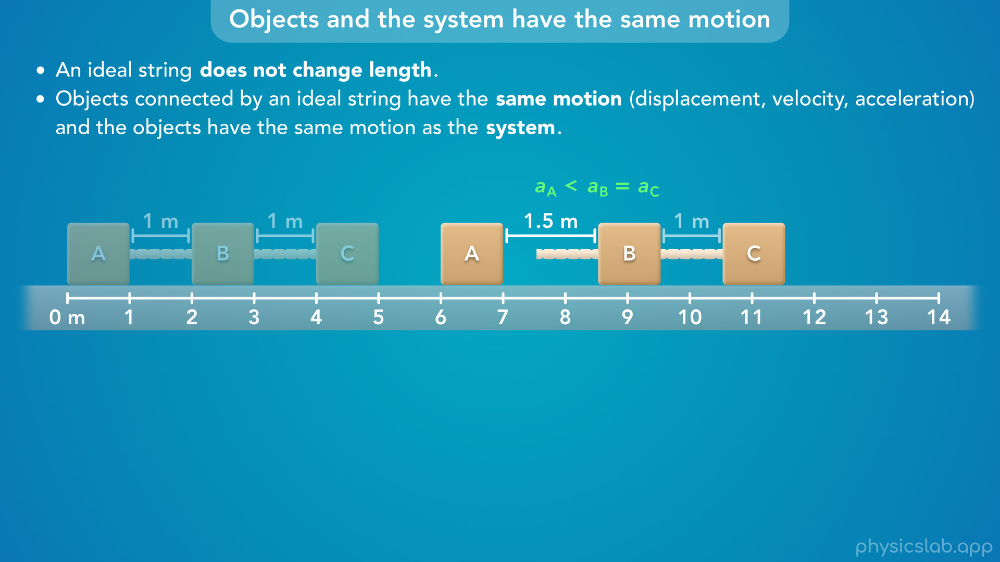 Objects and the system have the same motion
• An ideal string does not change length.
• Objects connected by an ideal string have the same motion (displacement, velocity, acceleration)
and the objects have the same motion as the system.
aA < aB = aC
1 m 1 m 1.5 m 1 m
A B C A B C
0 m 1 2 3 4 5 6 7 8 9 10 11 12 13 14
physicslab.app